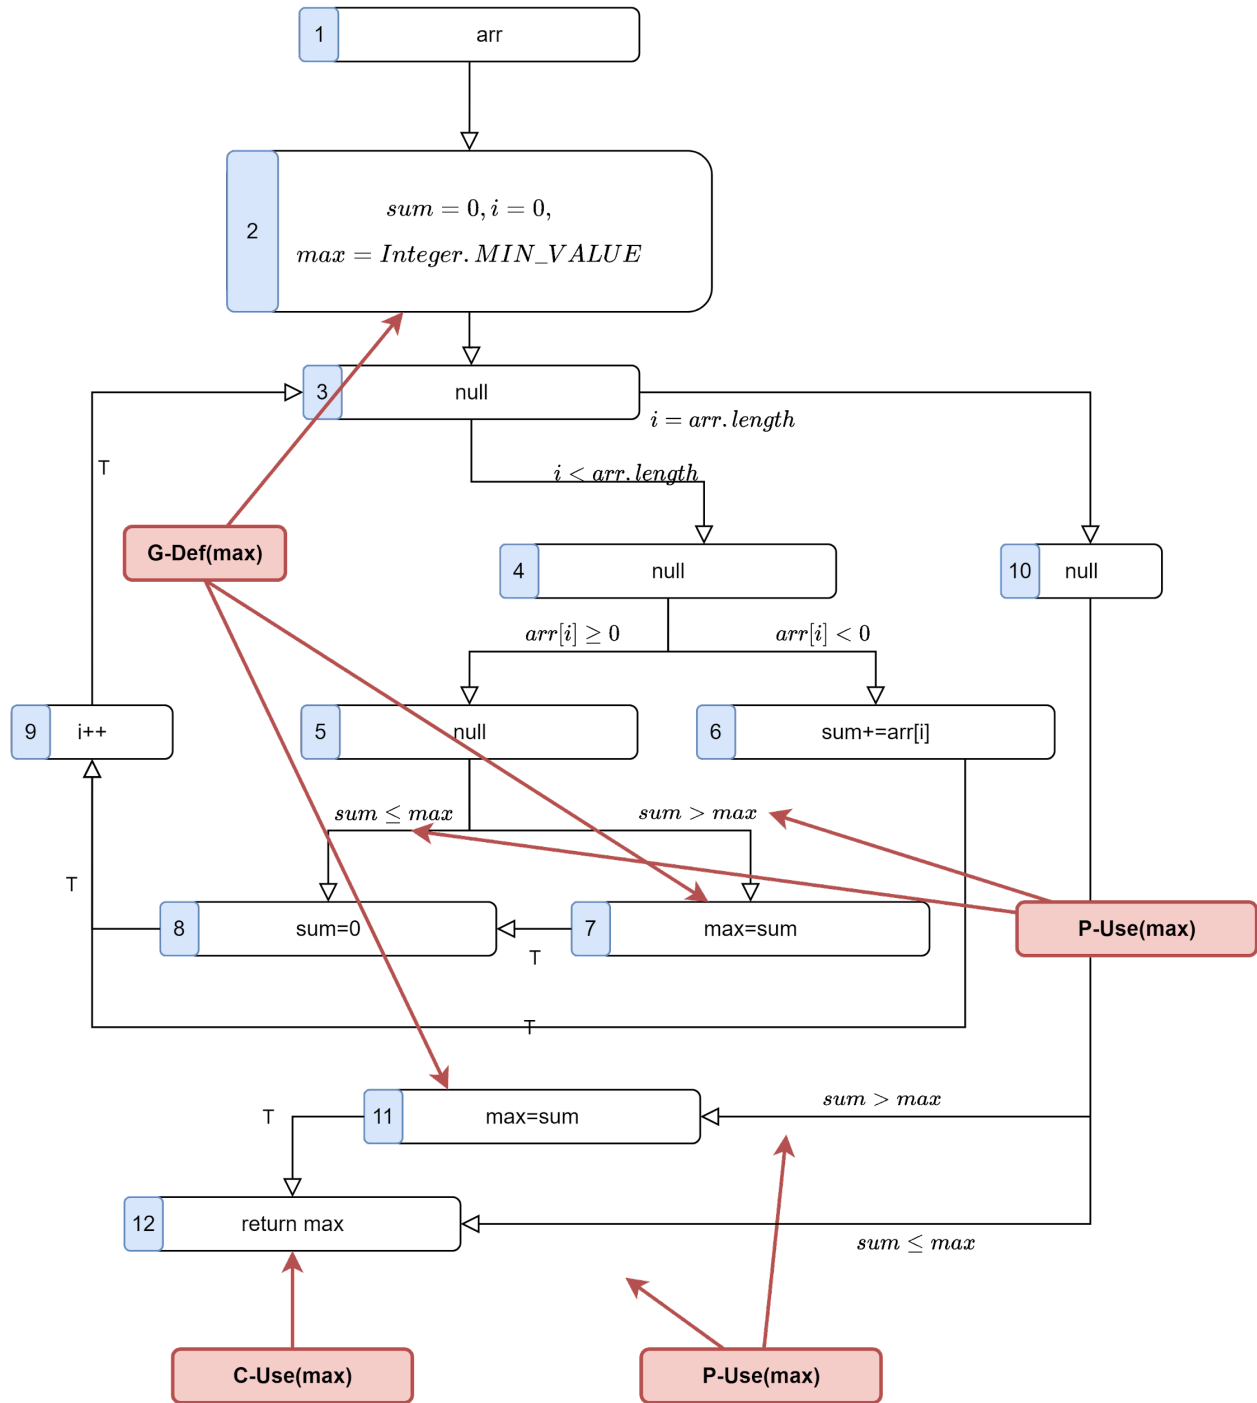 1 arr
2
sum = 0, i = 0,
max = Integer. MIN_VALUE
3 null
i = arr. length
T
i < arr. length
G-Def(max)
4 null
10 null
arr[i] ≥ 0
arr[i] < 0
9 i++
5 null
6 sum+=arr[i]
sum ≤ max
sum > max
T
8 sum=0
7 max=sum
P-Use(max)
T
T
sum > max
T
11 max=sum
12 return max
sum ≤ max
C-Use(max)
P-Use(max)